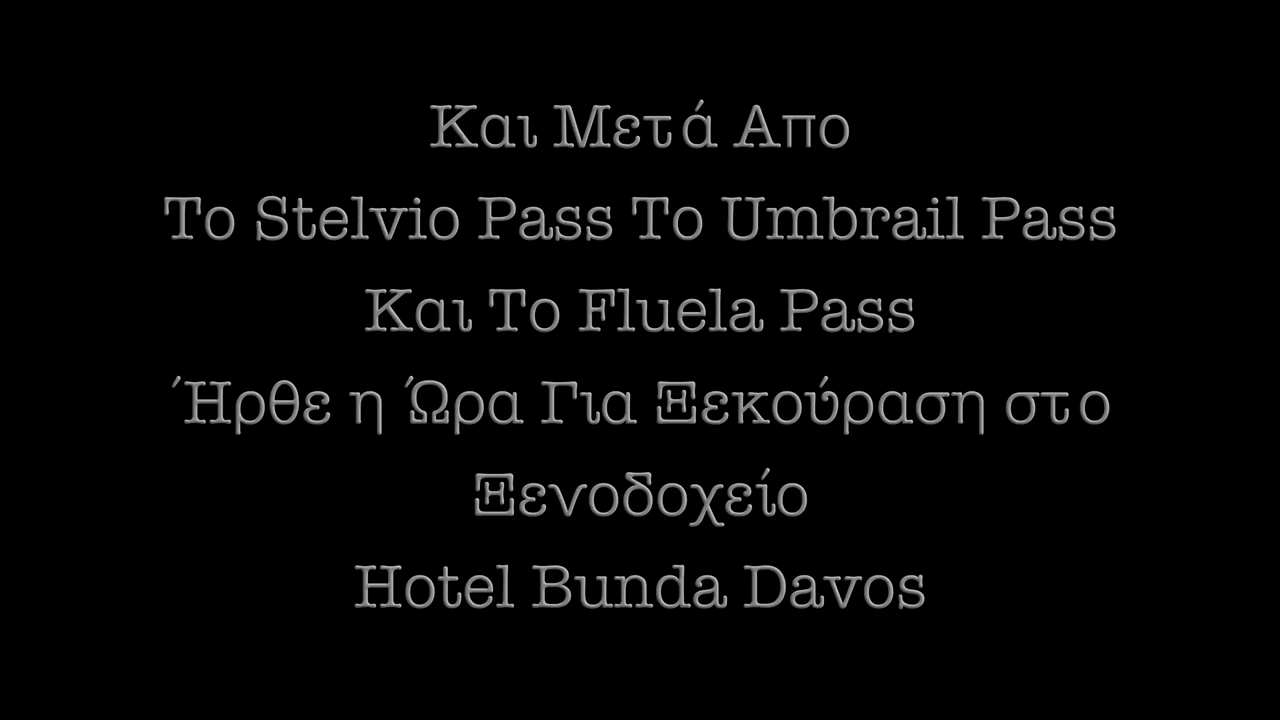 Και Μετά Απο
Το Stelvio Pass Το Umbrail Pass
Και Το Fluela Pass
Ήρθε η Ώρα Για Ξεκούραση στο
Ξενοδοχείο
Hotel Bunda Davos